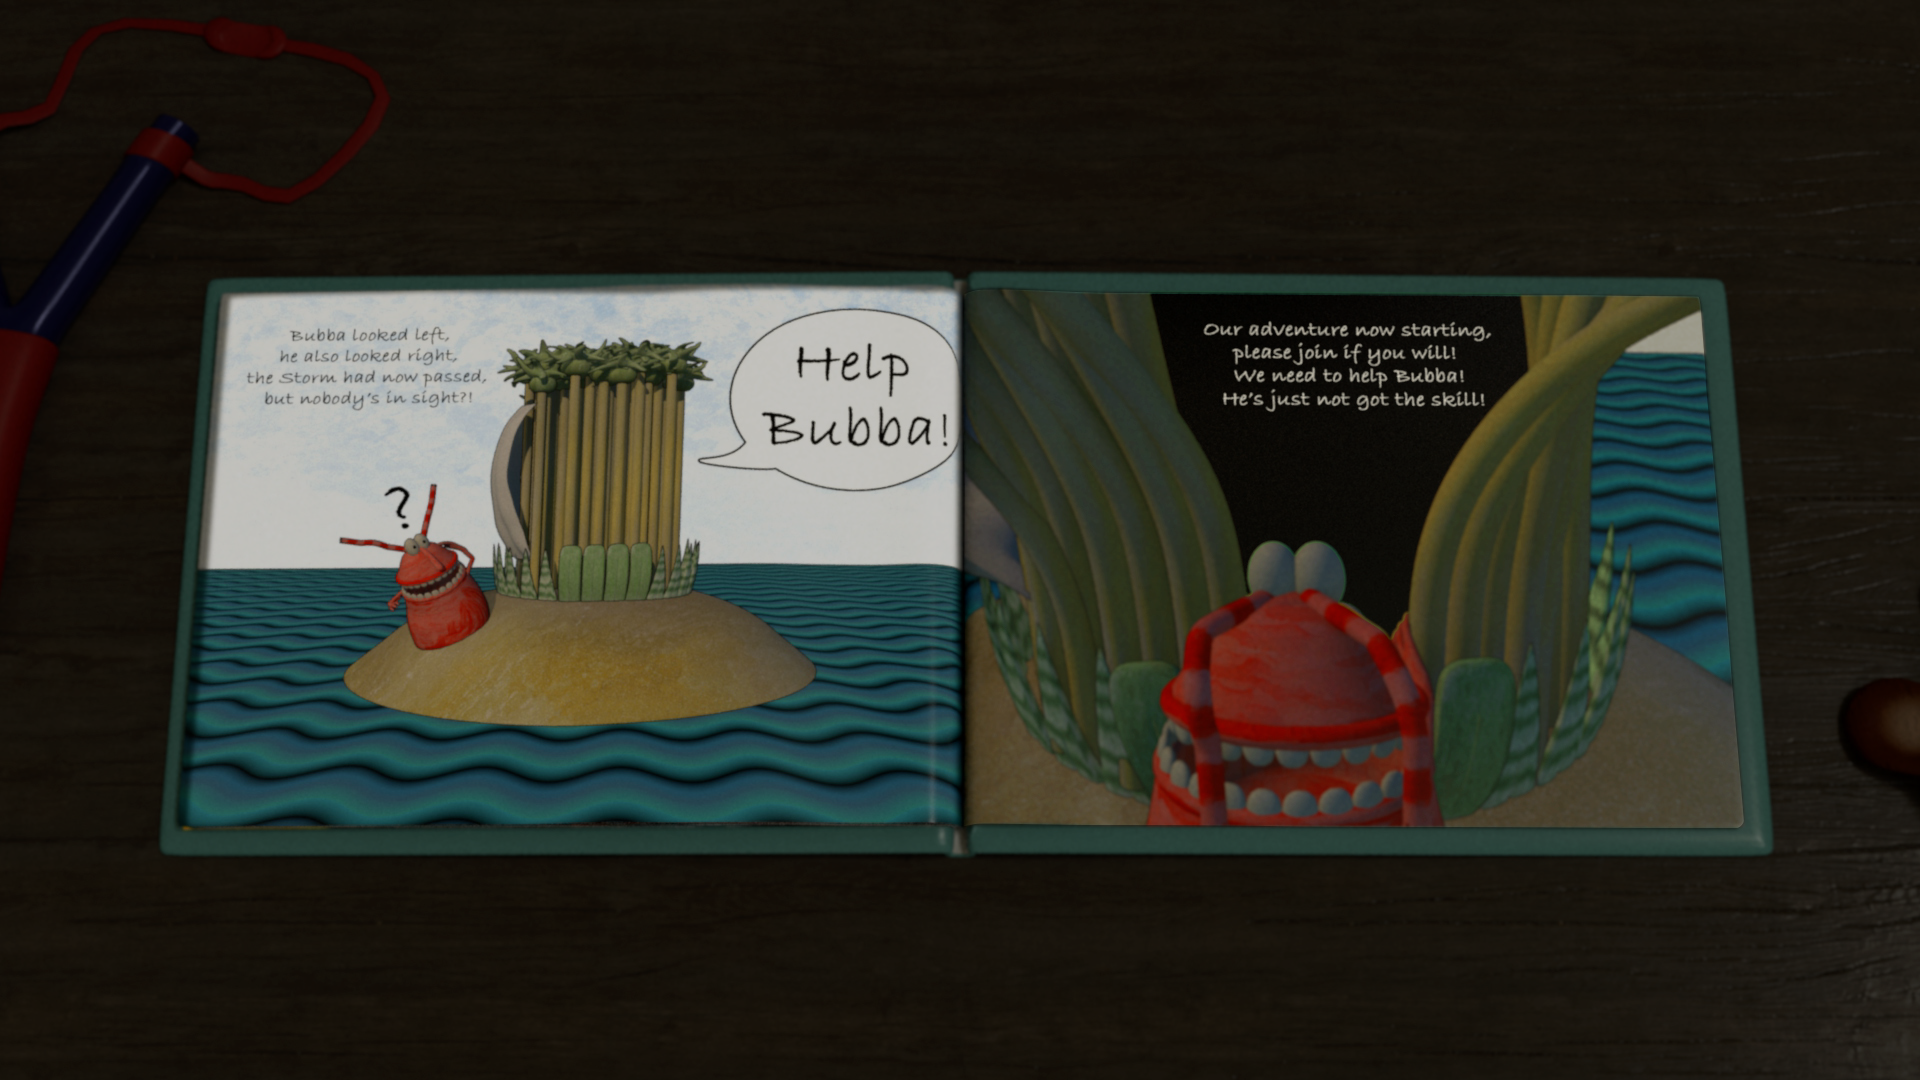 Bubba looked left,
he also looked right,
the Storm had now passed,
but nobody's in sight?!
?
Help
Bubba!
Our adventure now starting,
please join if you will!
We need to help Bubba!
He's just not got the skill!